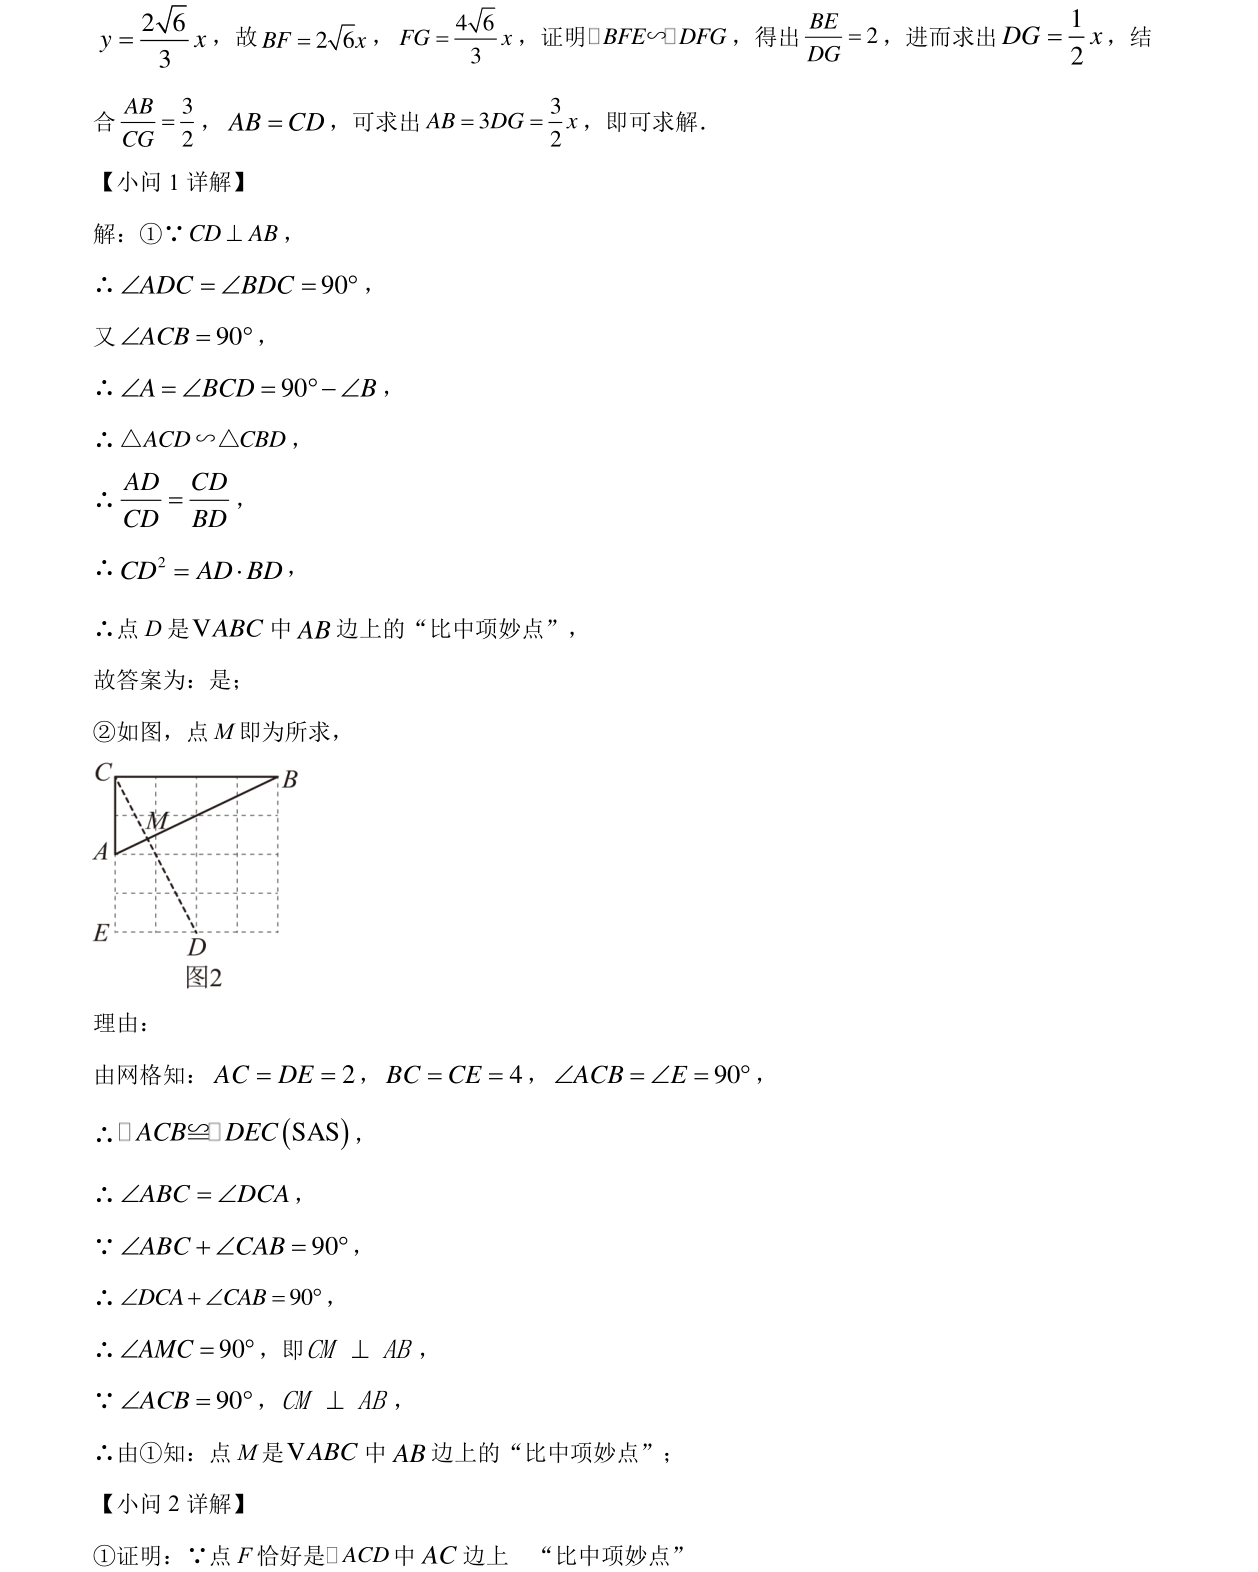 y = 2√6/3 x，故 BF = 2√6x，FG = 4√6/3 x，证明□BFE∽□DFG，得出 BE/DG = 2，进而求出 DG = 1/2 x，结
合 AB/CG = 3/2，AB = CD，可求出 AB = 3DG = 3/2 x，即可求解．
【小问 1 详解】
解：①∵ CD ⊥ AB，
∴ ∠ADC = ∠BDC = 90°，
又 ∠ACB = 90°，
∴ ∠A = ∠BCD = 90° − ∠B，
∴ △ACD ∽ △CBD，
∴ AD/CD = CD/BD，
∴ CD² = AD · BD，
∴点 D 是VABC 中 AB 边上的“比中项妙点”，
故答案为：是；
②如图，点 M 即为所求，
C
B
M
A
E
D
图2
理由：
由网格知：AC = DE = 2，BC = CE = 4，∠ACB = ∠E = 90°，
∴□ACB≌□DEC(SAS)，
∴ ∠ABC = ∠DCA，
∵ ∠ABC + ∠CAB = 90°，
∴ ∠DCA + ∠CAB = 90°，
∴ ∠AMC = 90°，即 CM ⊥ AB，
∵ ∠ACB = 90°，CM ⊥ AB，
∴由①知：点 M 是VABC 中 AB 边上的“比中项妙点”；
【小问 2 详解】
①证明：∵点 F 恰好是□ACD 中 AC 边上 “比中项妙点”